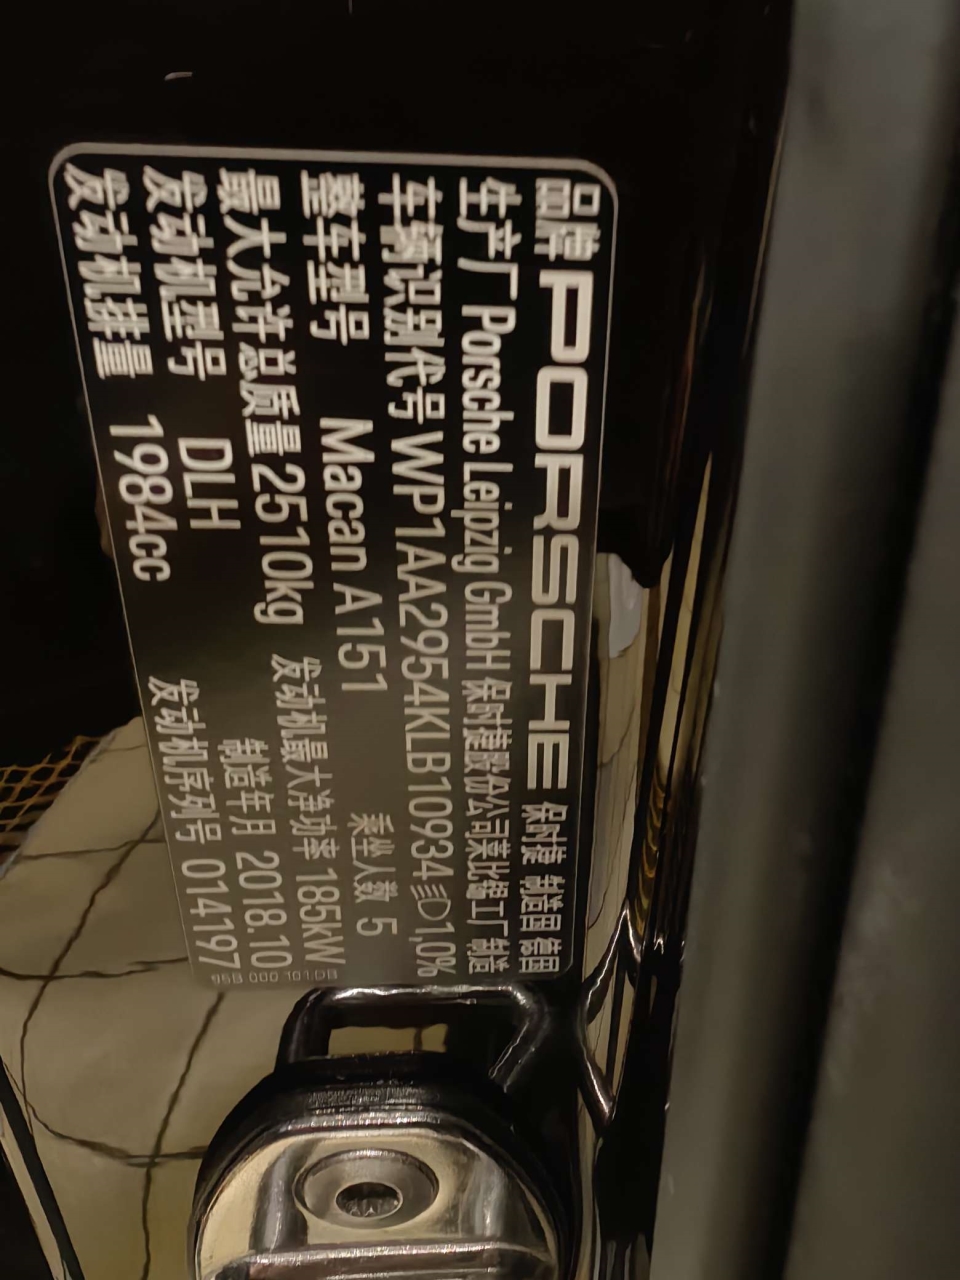 品牌 PORSCHE 保时捷 制造国 德国
生产厂 Porsche Leipzig GmbH 保时捷股份公司莱比锡工厂制造
车辆识别代号 WP1AA2954KLB10934 1,0%
整车型号 Macan A151 乘坐人数 5
最大允许总质量 2510kg 发动机最大净功率 185kW
发动机型号 DLH 制造年月 2018.10
发动机排量 1984cc 发动机序列号 014197
95B 000 101 DB